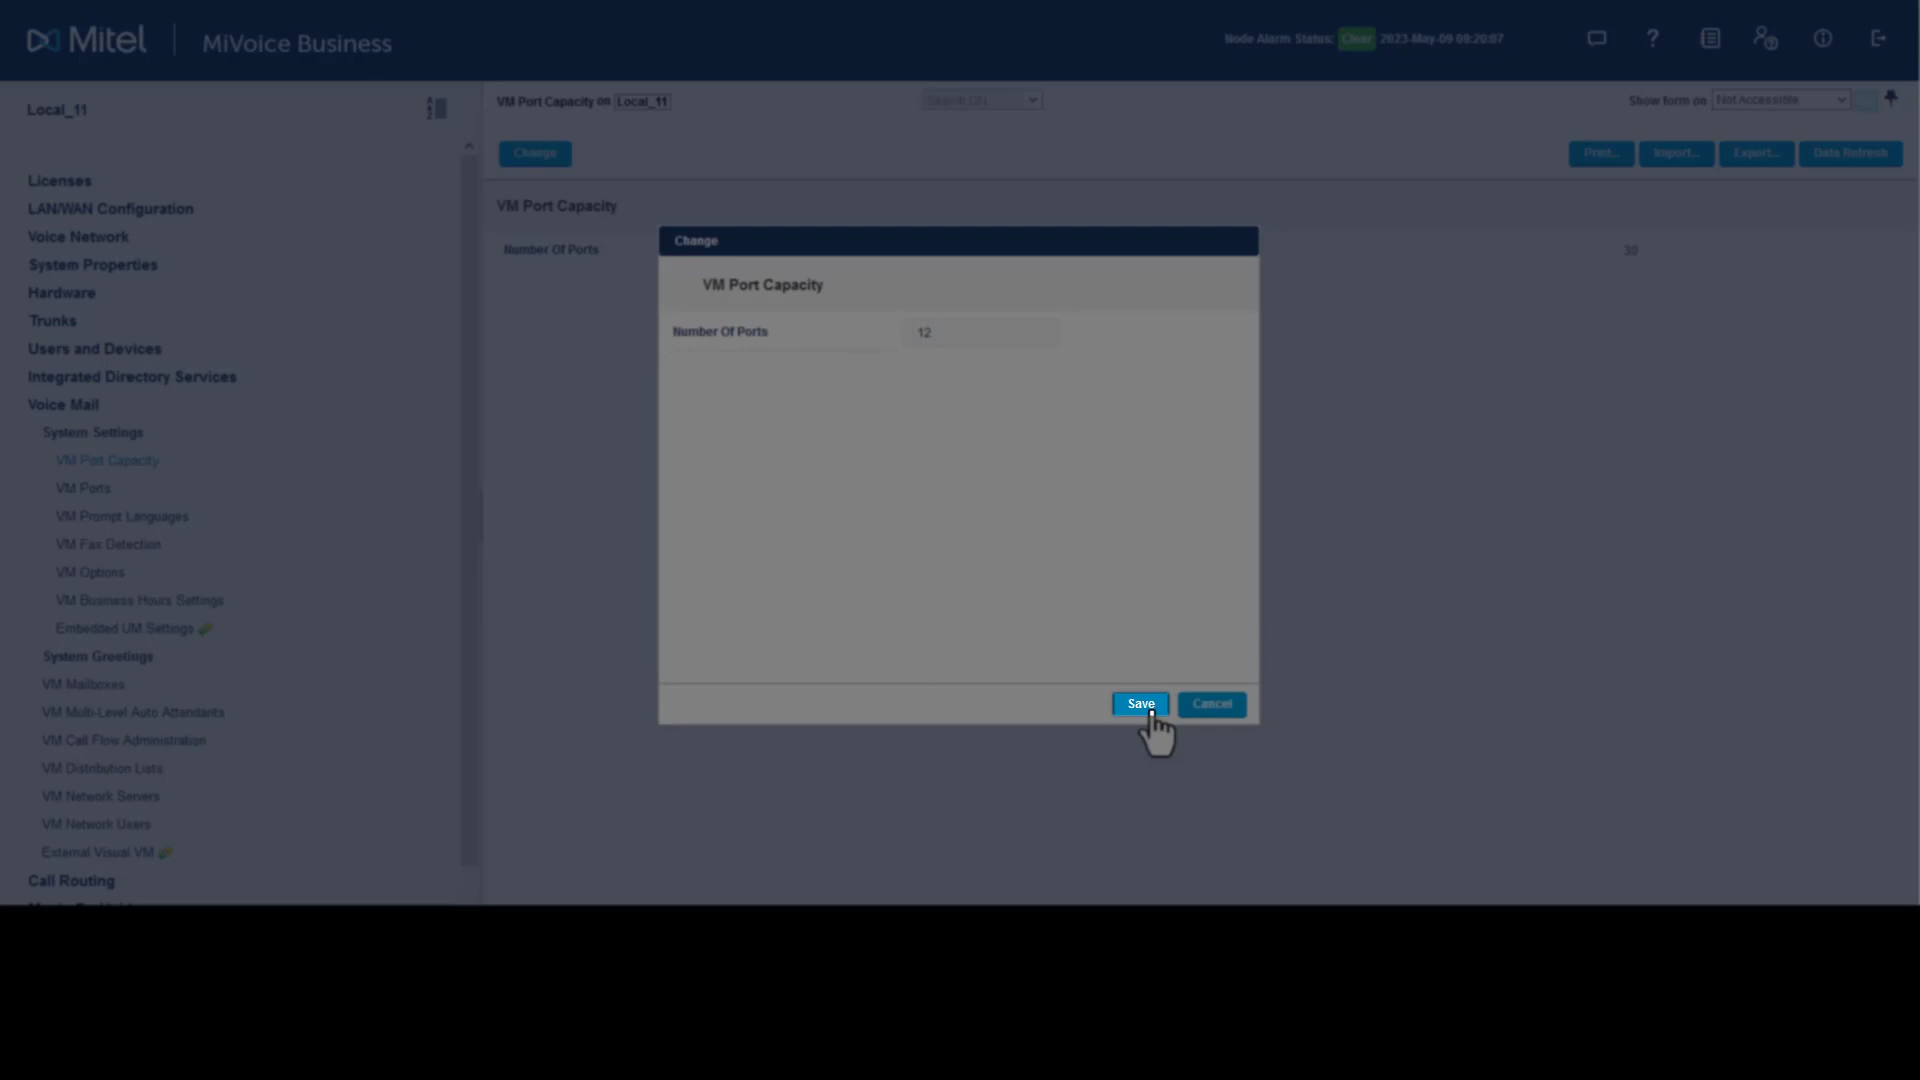 Mitel
MiVoice Business
Node Alarm Status: Clear 2023-May-09 09:20:07
Local_11
VM Port Capacity on Local_11
Search DN
Show form on Not Accessible
Change
Print...
Import...
Export...
Data Refresh
Licenses
LAN/WAN Configuration
Voice Network
System Properties
Hardware
Trunks
Users and Devices
Integrated Directory Services
Voice Mail
System Settings
VM Port Capacity
VM Ports
VM Prompt Languages
VM Fax Detection
VM Options
VM Business Hours Settings
Embedded UM Settings
System Greetings
VM Mailboxes
VM Multi-Level Auto Attendants
VM Call Flow Administration
VM Distribution Lists
VM Network Servers
VM Network Users
External Visual VM
Call Routing
VM Port Capacity
Number Of Ports 30
Change
VM Port Capacity
Number Of Ports 12
Save
Cancel